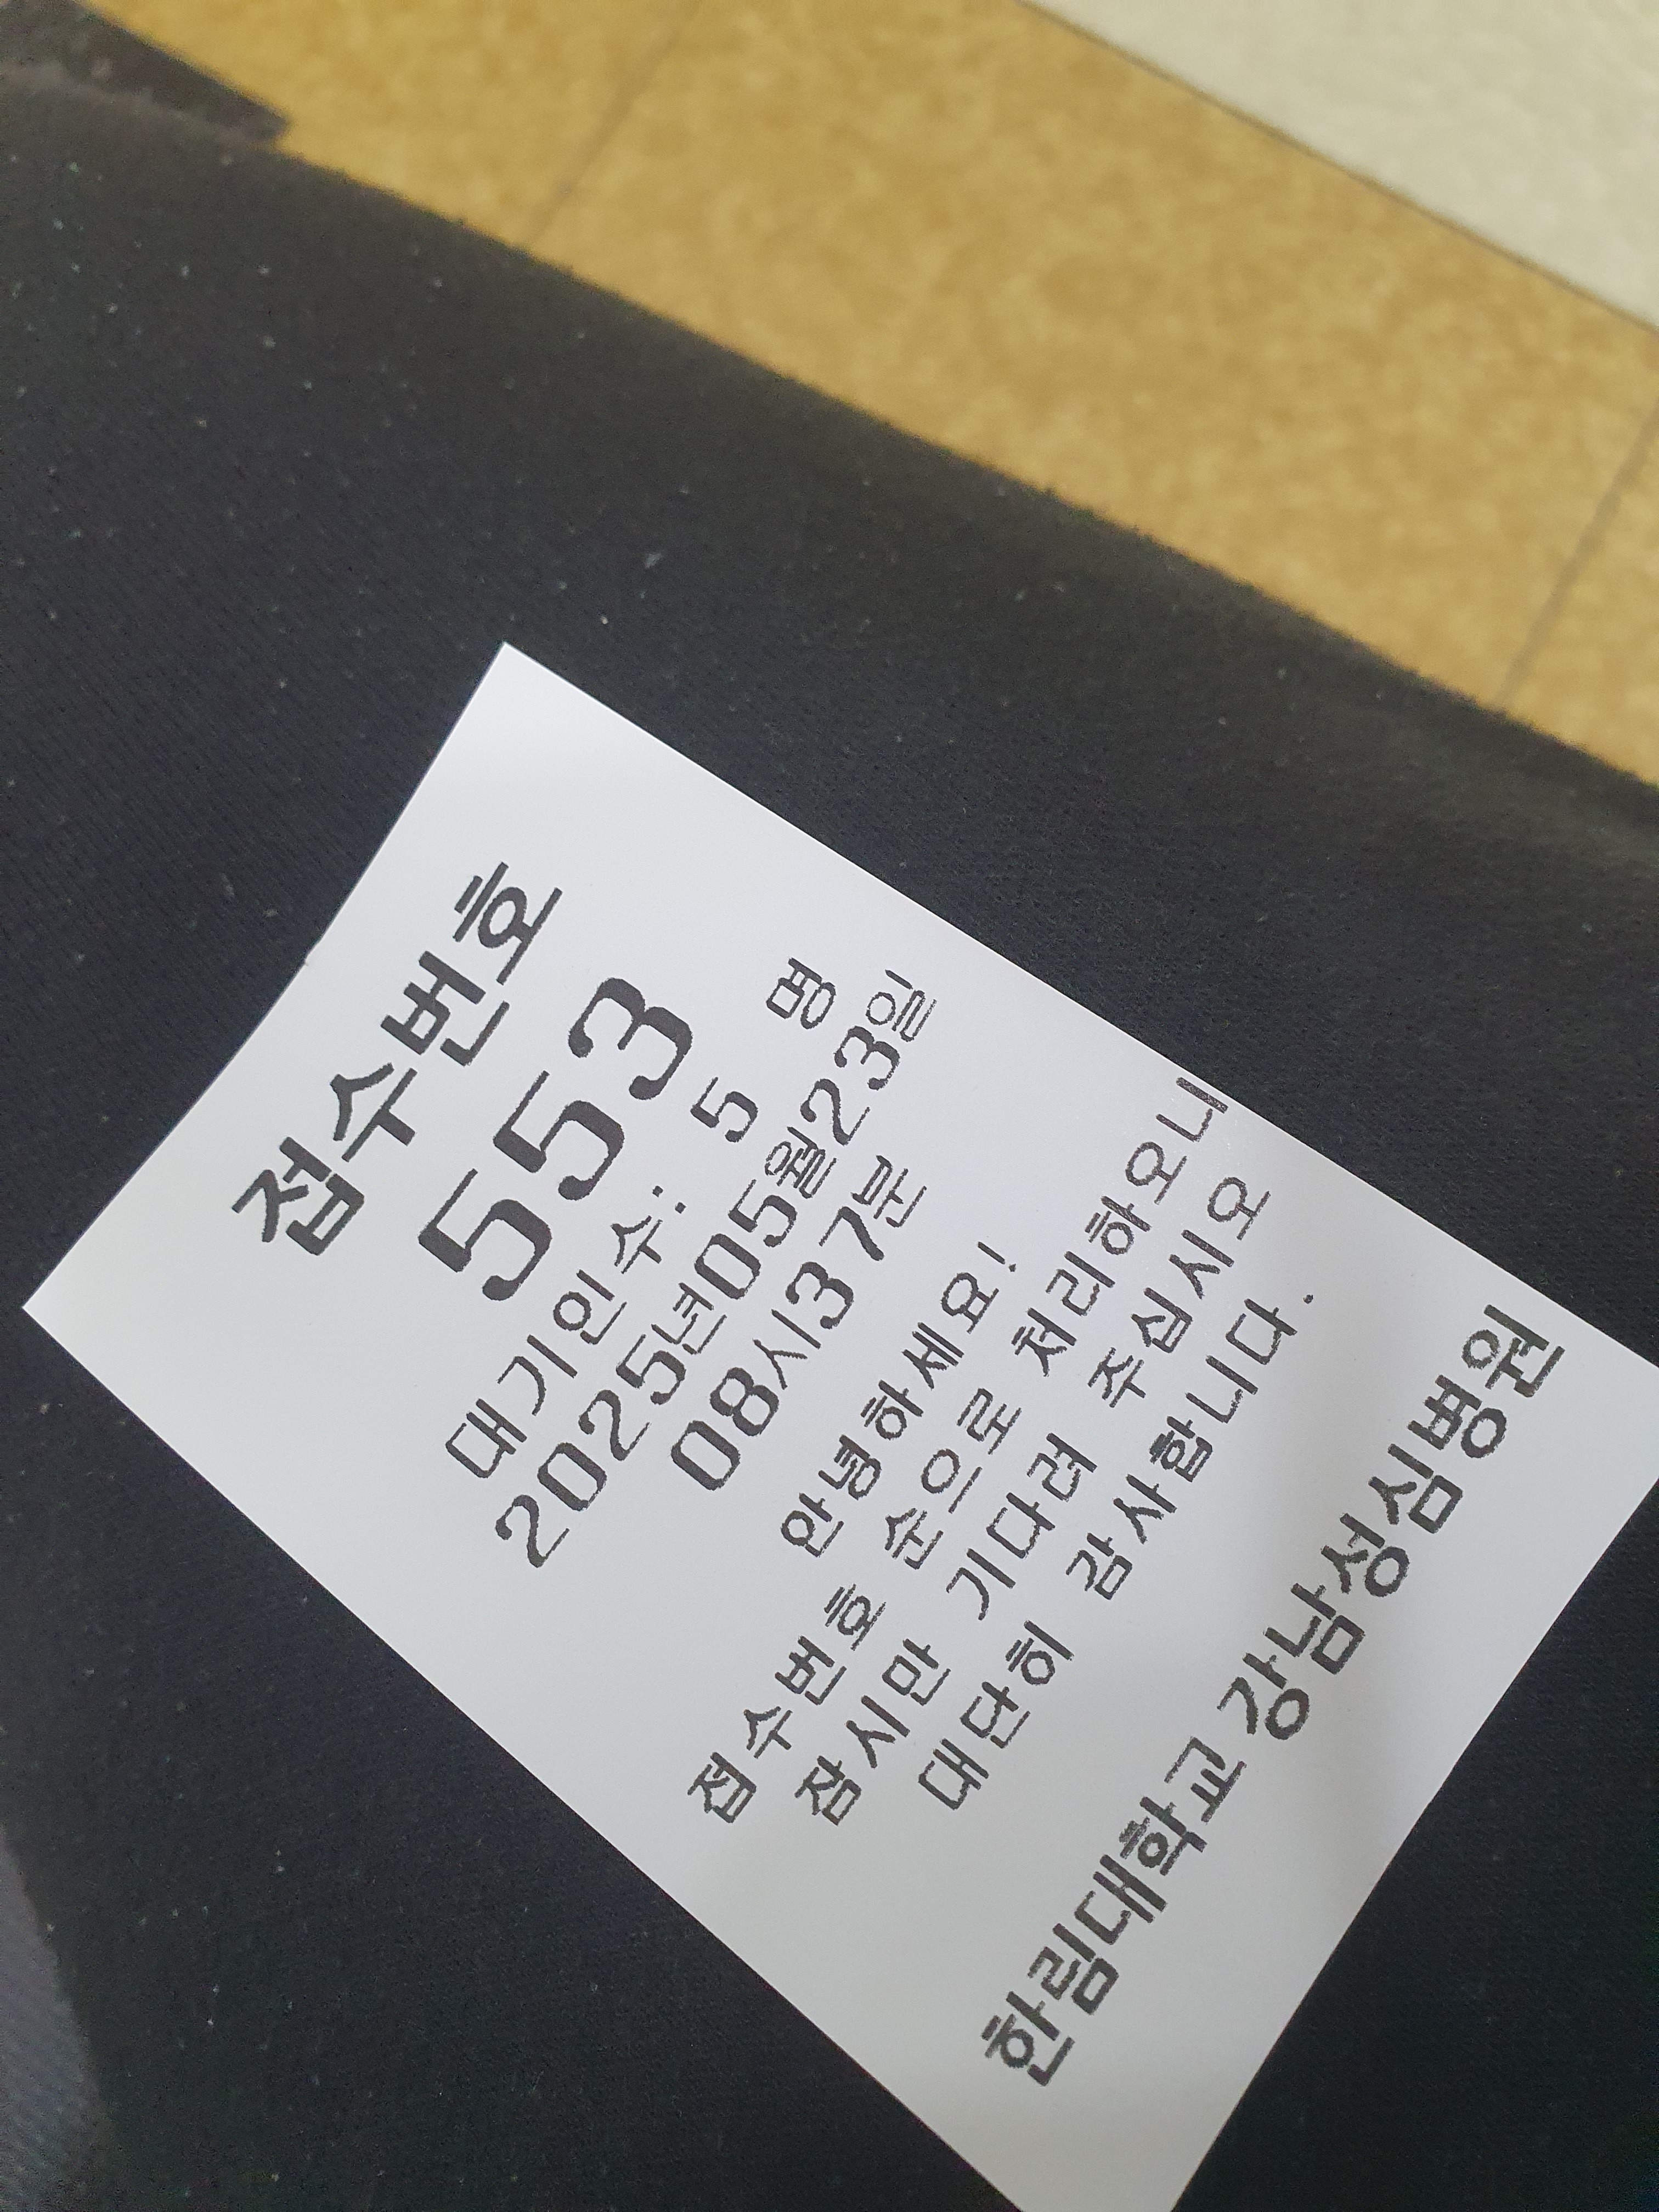 접수번호
553
대기인수: 5 명
2025년05월23일
08시37분
안녕하세요!
접수번호 순으로 처리하오니
잠시만 기다려 주십시오
대단히 감사합니다.
한림대학교 강남성심병원